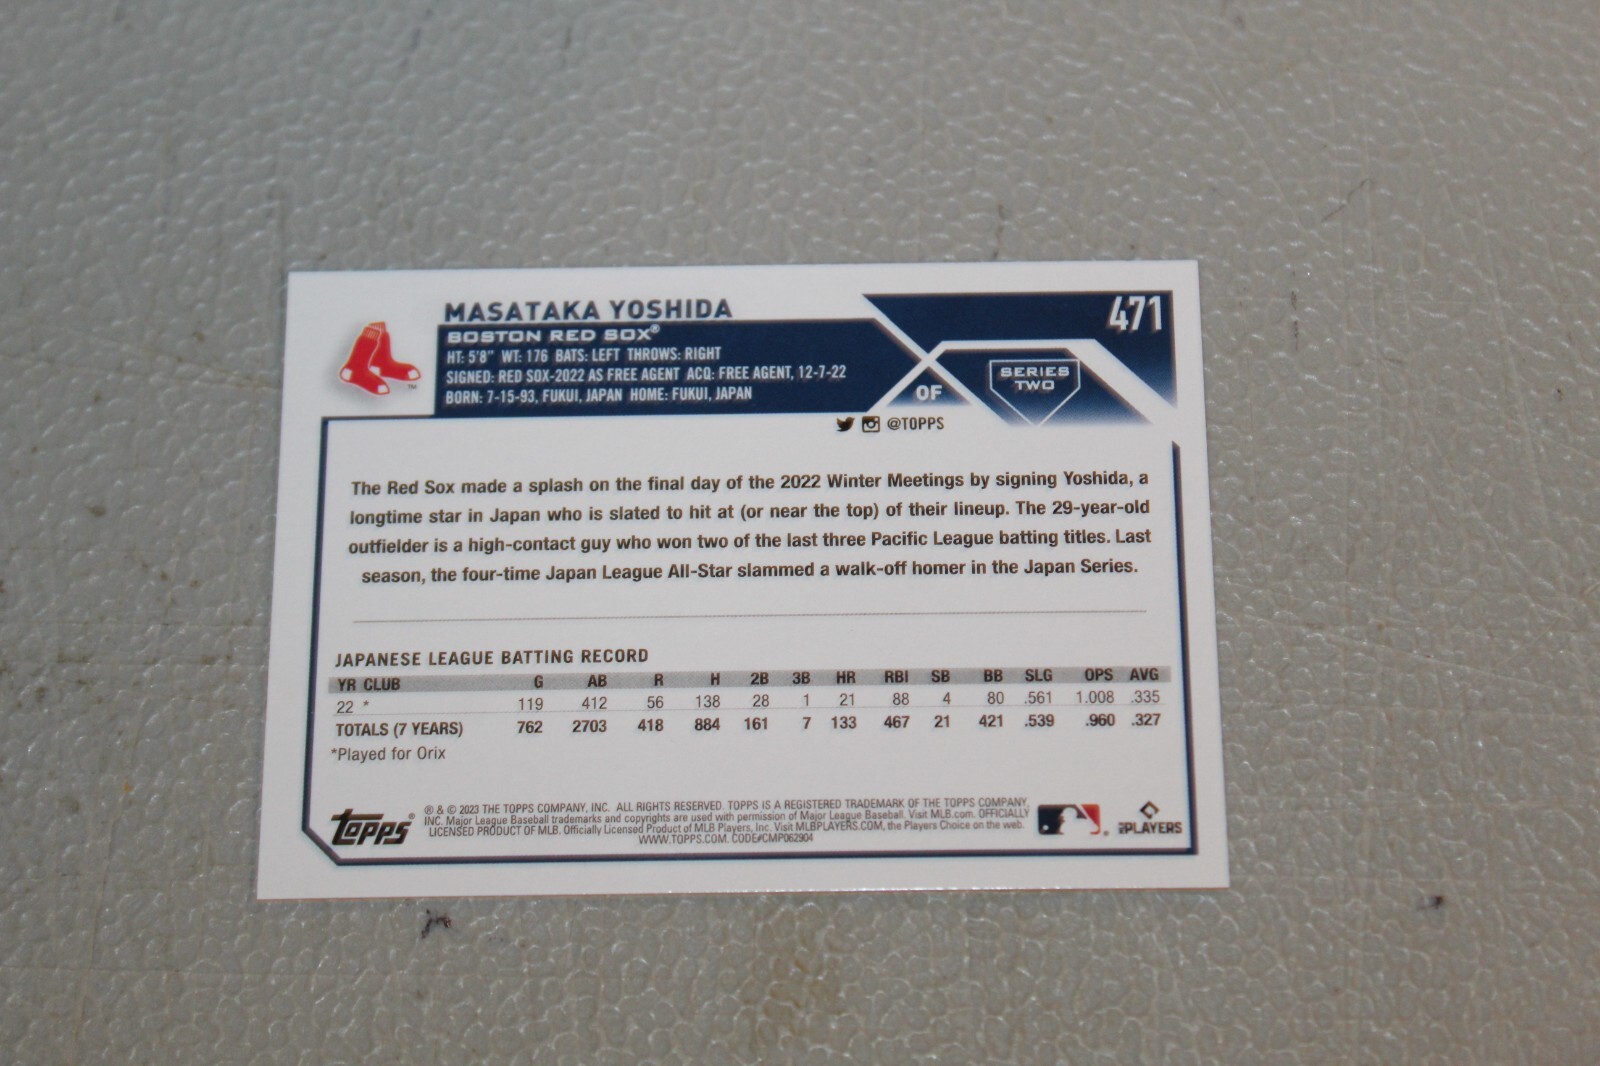 MASATAKA YOSHIDA
471
BOSTON RED SOX®
HT: 5'8" WT: 176 BATS: LEFT THROWS: RIGHT
SIGNED: RED SOX-2022 AS FREE AGENT ACQ: FREE AGENT, 12-7-22
BORN: 7-15-93, FUKUI, JAPAN HOME: FUKUI, JAPAN
OF
SERIES
TWO
TM
@TOPPS
The Red Sox made a splash on the final day of the 2022 Winter Meetings by signing Yoshida, a
longtime star in Japan who is slated to hit at (or near the top) of their lineup. The 29-year-old
outfielder is a high-contact guy who won two of the last three Pacific League batting titles. Last
season, the four-time Japan League All-Star slammed a walk-off homer in the Japan Series.
JAPANESE LEAGUE BATTING RECORD
YR CLUB G AB R H 2B 3B HR RBI SB BB SLG OPS AVG
22 * 119 412 56 138 28 1 21 88 4 80 .561 1.008 .335
TOTALS (7 YEARS) 762 2703 418 884 161 7 133 467 21 421 .539 .960 .327
*Played for Orix
topps®
® & © 2023 THE TOPPS COMPANY, INC. ALL RIGHTS RESERVED. TOPPS IS A REGISTERED TRADEMARK OF THE TOPPS COMPANY,
INC. Major League Baseball trademarks and copyrights are used with permission of Major League Baseball. Visit MLB.com. OFFICIALLY
LICENSED PRODUCT OF MLB. Officially Licensed Product of MLB Players, Inc. Visit MLBPLAYERS.COM, the Players Choice on the web.
WWW.TOPPS.COM. CODE#CMP062904
®
PLAYERS